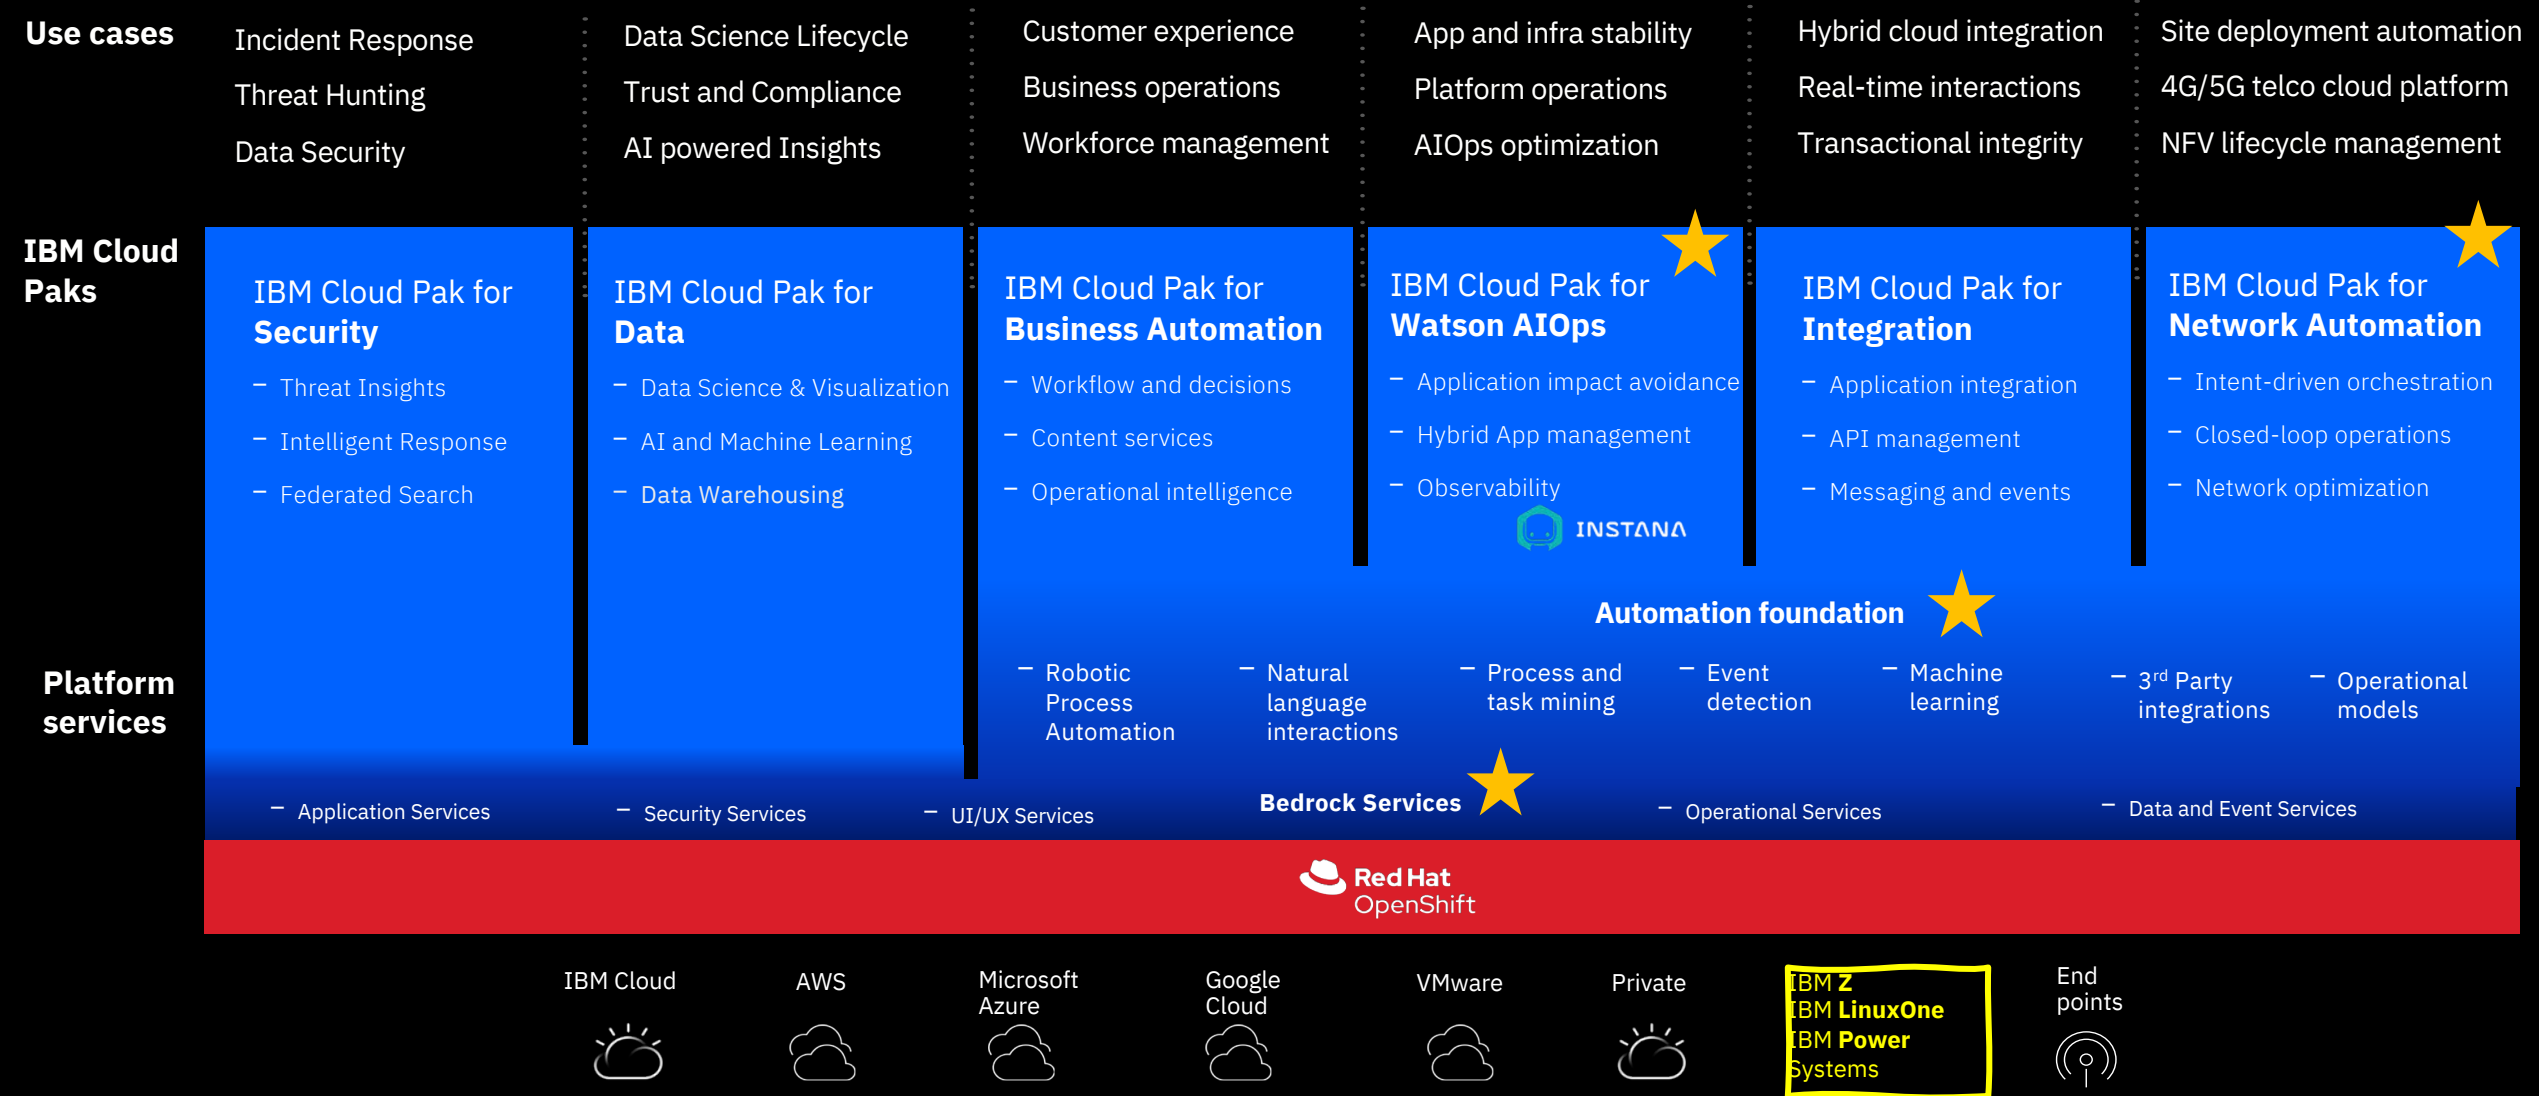 Use cases
Incident Response
Threat Hunting
Data Security
Data Science Lifecycle
Trust and Compliance
AI powered Insights
Customer experience
Business operations
Workforce management
App and infra stability
Platform operations
AIOps optimization
Hybrid cloud integration
Real-time interactions
Transactional integrity
Site deployment automation
4G/5G telco cloud platform
NFV lifecycle management
IBM Cloud
Paks
IBM Cloud Pak for
Security
– Threat Insights
– Intelligent Response
– Federated Search
IBM Cloud Pak for
Data
– Data Science & Visualization
– AI and Machine Learning
– Data Warehousing
IBM Cloud Pak for
Business Automation
– Workflow and decisions
– Content services
– Operational intelligence
IBM Cloud Pak for
Watson AIOps
– Application impact avoidance
– Hybrid App management
– Observability
INSTANA
IBM Cloud Pak for
Integration
– Application integration
– API management
– Messaging and events
IBM Cloud Pak for
Network Automation
– Intent-driven orchestration
– Closed-loop operations
– Network optimization
Platform
services
Automation foundation
– Robotic
Process
Automation
– Natural
language
interactions
– Process and
task mining
– Event
detection
– Machine
learning
– 3rd Party
integrations
– Operational
models
– Application Services
– Security Services
– UI/UX Services
Bedrock Services
– Operational Services
– Data and Event Services
Red Hat
OpenShift
IBM Cloud
AWS
Microsoft
Azure
Google
Cloud
VMware
Private
IBM Z
IBM LinuxOne
IBM Power
Systems
End
points